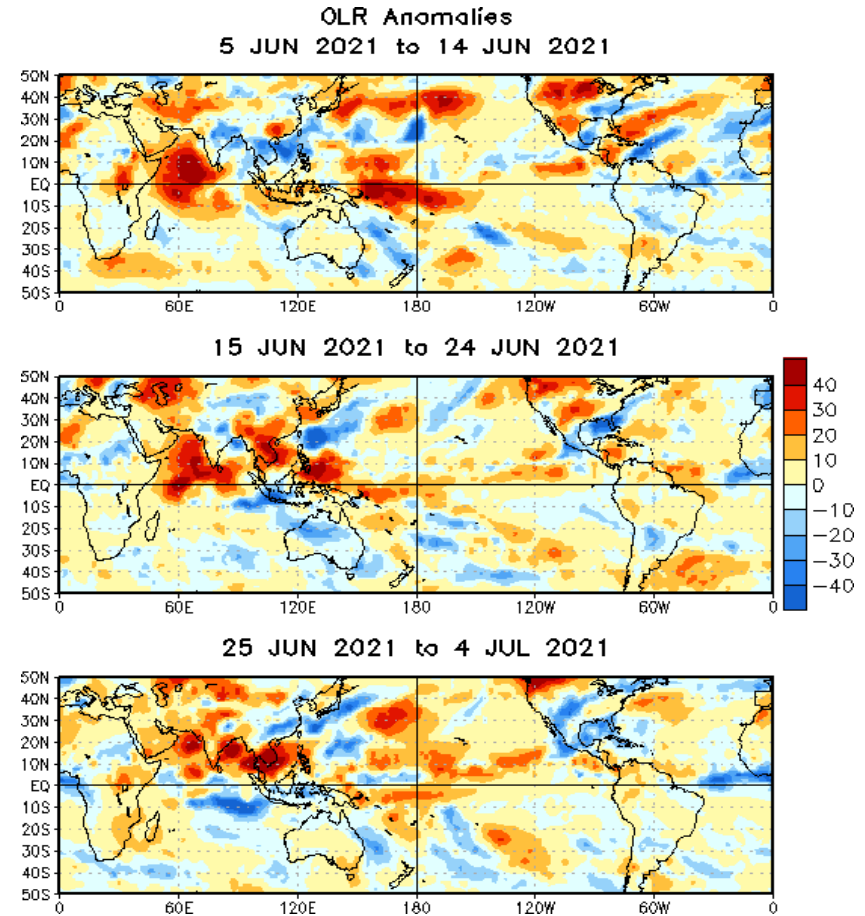 OLR Anomalies
5 JUN 2021 to 14 JUN 2021
50N
40N
30N
20N
10N
EQ
10S
20S
30S
40S
50S
0 60E 120E 180 120W 60W 0
15 JUN 2021 to 24 JUN 2021
50N
40N
30N
20N
10N
EQ
10S
20S
30S
40S
50S
0 60E 120E 180 120W 60W 0
40
30
20
10
0
-10
-20
-30
-40
25 JUN 2021 to 4 JUL 2021
50N
40N
30N
20N
10N
EQ
10S
20S
30S
40S
50S
0 60E 120E 180 120W 60W 0